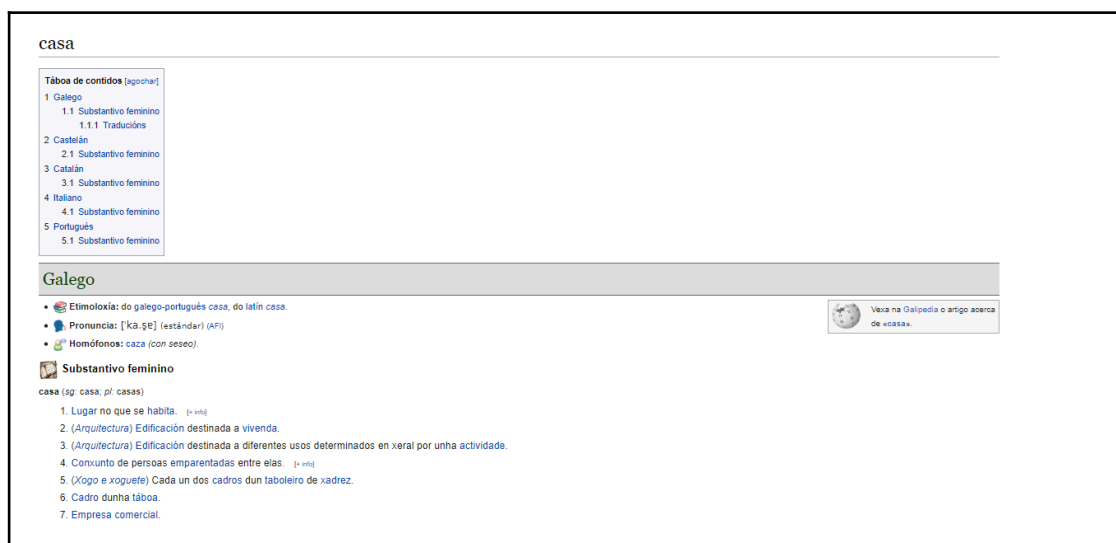 casa
Táboa de contidos [agochar]
1 Galego
1.1 Substantivo feminino
1.1.1 Traducións
2 Castelán
2.1 Substantivo feminino
3 Catalán
3.1 Substantivo feminino
4 Italiano
4.1 Substantivo feminino
5 Portugués
5.1 Substantivo feminino
Galego
• Etimoloxía: do galego-portugués casa, do latín casa.
• Pronuncia: ['ka.s̺ɐ] (estándar) (AFI)
• Homófonos: caza (con seseo).
Vexa na Galipedia o artigo acerca
de «casa».
Substantivo feminino
casa (sg: casa; pl: casas)
1. Lugar no que se habita. [+ info]
2. (Arquitectura) Edificación destinada a vivenda.
3. (Arquitectura) Edificación destinada a diferentes usos determinados en xeral por unha actividade.
4. Conxunto de persoas emparentadas entre elas. [+ info]
5. (Xogo e xoguete) Cada un dos cadros dun taboleiro de xadrez.
6. Cadro dunha táboa.
7. Empresa comercial.